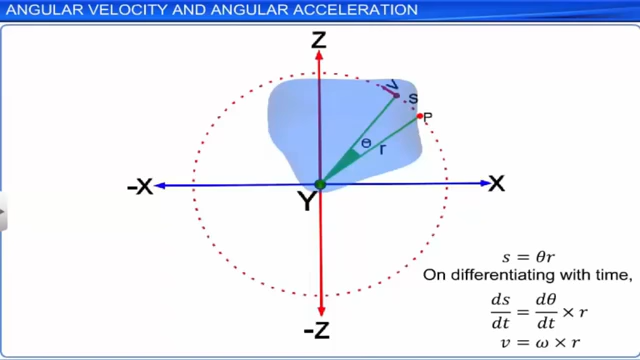 ANGULAR VELOCITY AND ANGULAR ACCELERATION
Z
V
S
P
θ
r
-X
X
Y
-Z
s = θr
On differentiating with time,
ds/dt = dθ/dt × r
v = ω × r